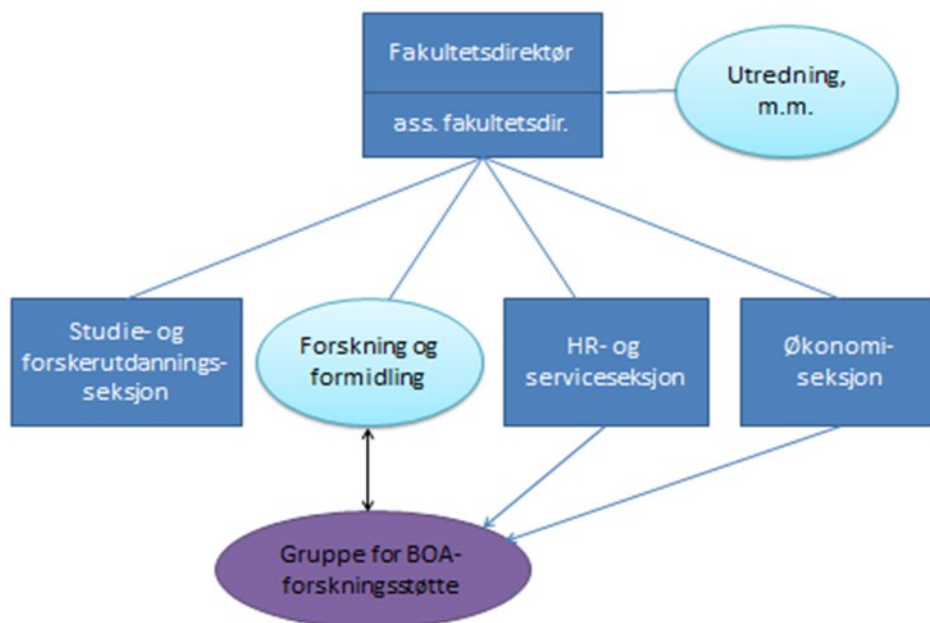 Fakultetsdirektør
ass. fakultetsdir.
Utredning,
m.m.
Studie- og
forskerutdannings-
seksjon
Forskning og
formidling
HR- og
serviceseksjon
Økonomi-
seksjon
Gruppe for BOA-
forskningsstøtte